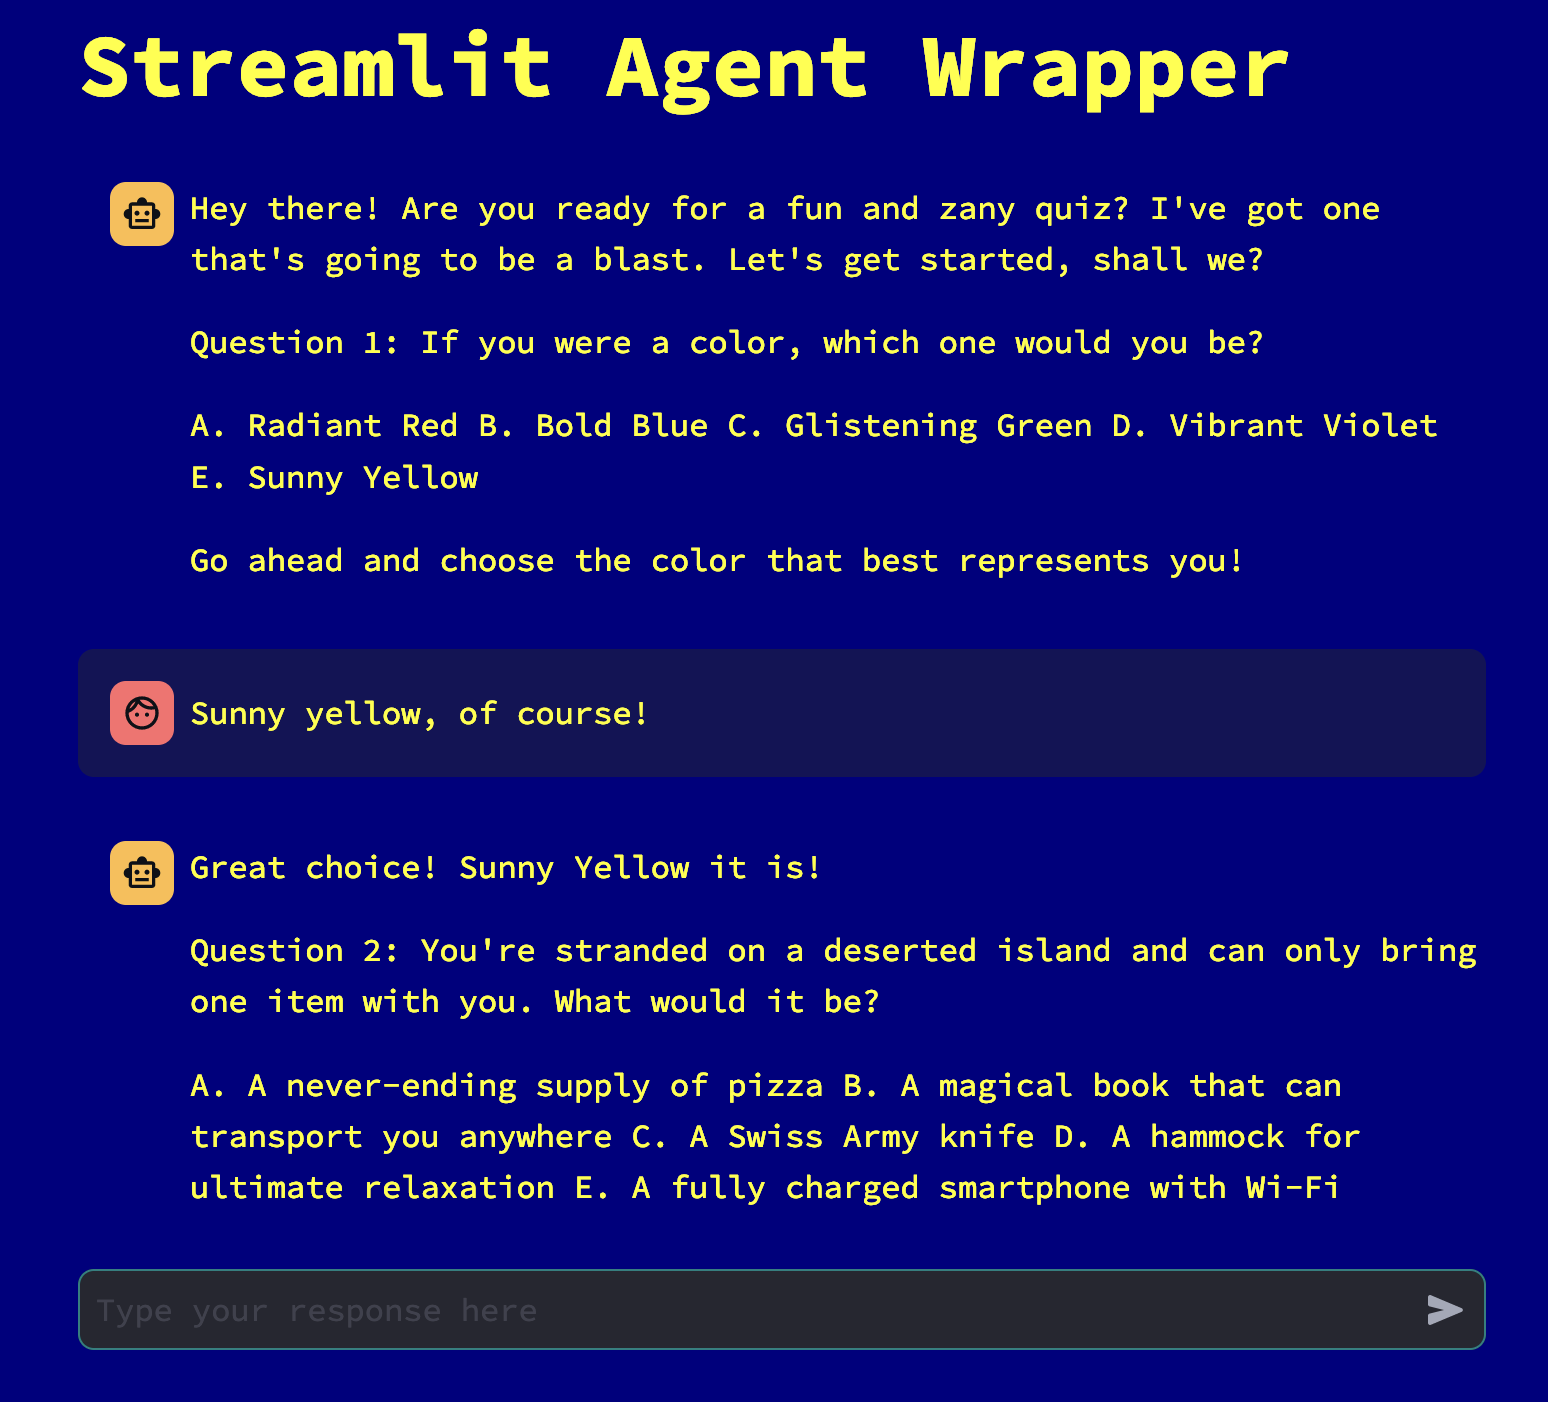 Streamlit Agent Wrapper
Hey there! Are you ready for a fun and zany quiz? I've got one
that's going to be a blast. Let's get started, shall we?
Question 1: If you were a color, which one would you be?
A. Radiant Red B. Bold Blue C. Glistening Green D. Vibrant Violet
E. Sunny Yellow
Go ahead and choose the color that best represents you!
Sunny yellow, of course!
Great choice! Sunny Yellow it is!
Question 2: You're stranded on a deserted island and can only bring
one item with you. What would it be?
A. A never-ending supply of pizza B. A magical book that can
transport you anywhere C. A Swiss Army knife D. A hammock for
ultimate relaxation E. A fully charged smartphone with Wi-Fi
Type your response here